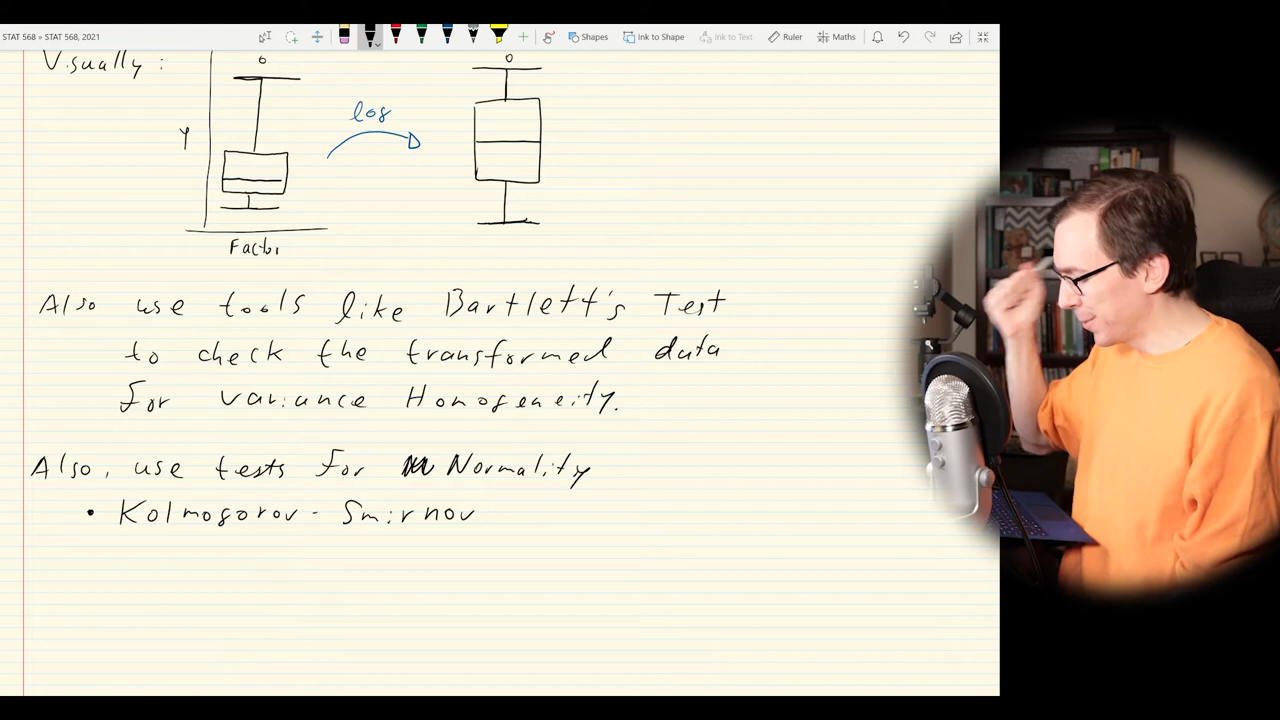 STAT 568 » STAT 568, 2021
Shapes Ink to Shape Ink to Text Ruler Maths
Visually:
log
Y
Factor
Also use tools like Bartlett's Test
to check the transformed data
for variance Homogeneity.
Also, use tests for Normality
• Kolmogorov - Smirnov